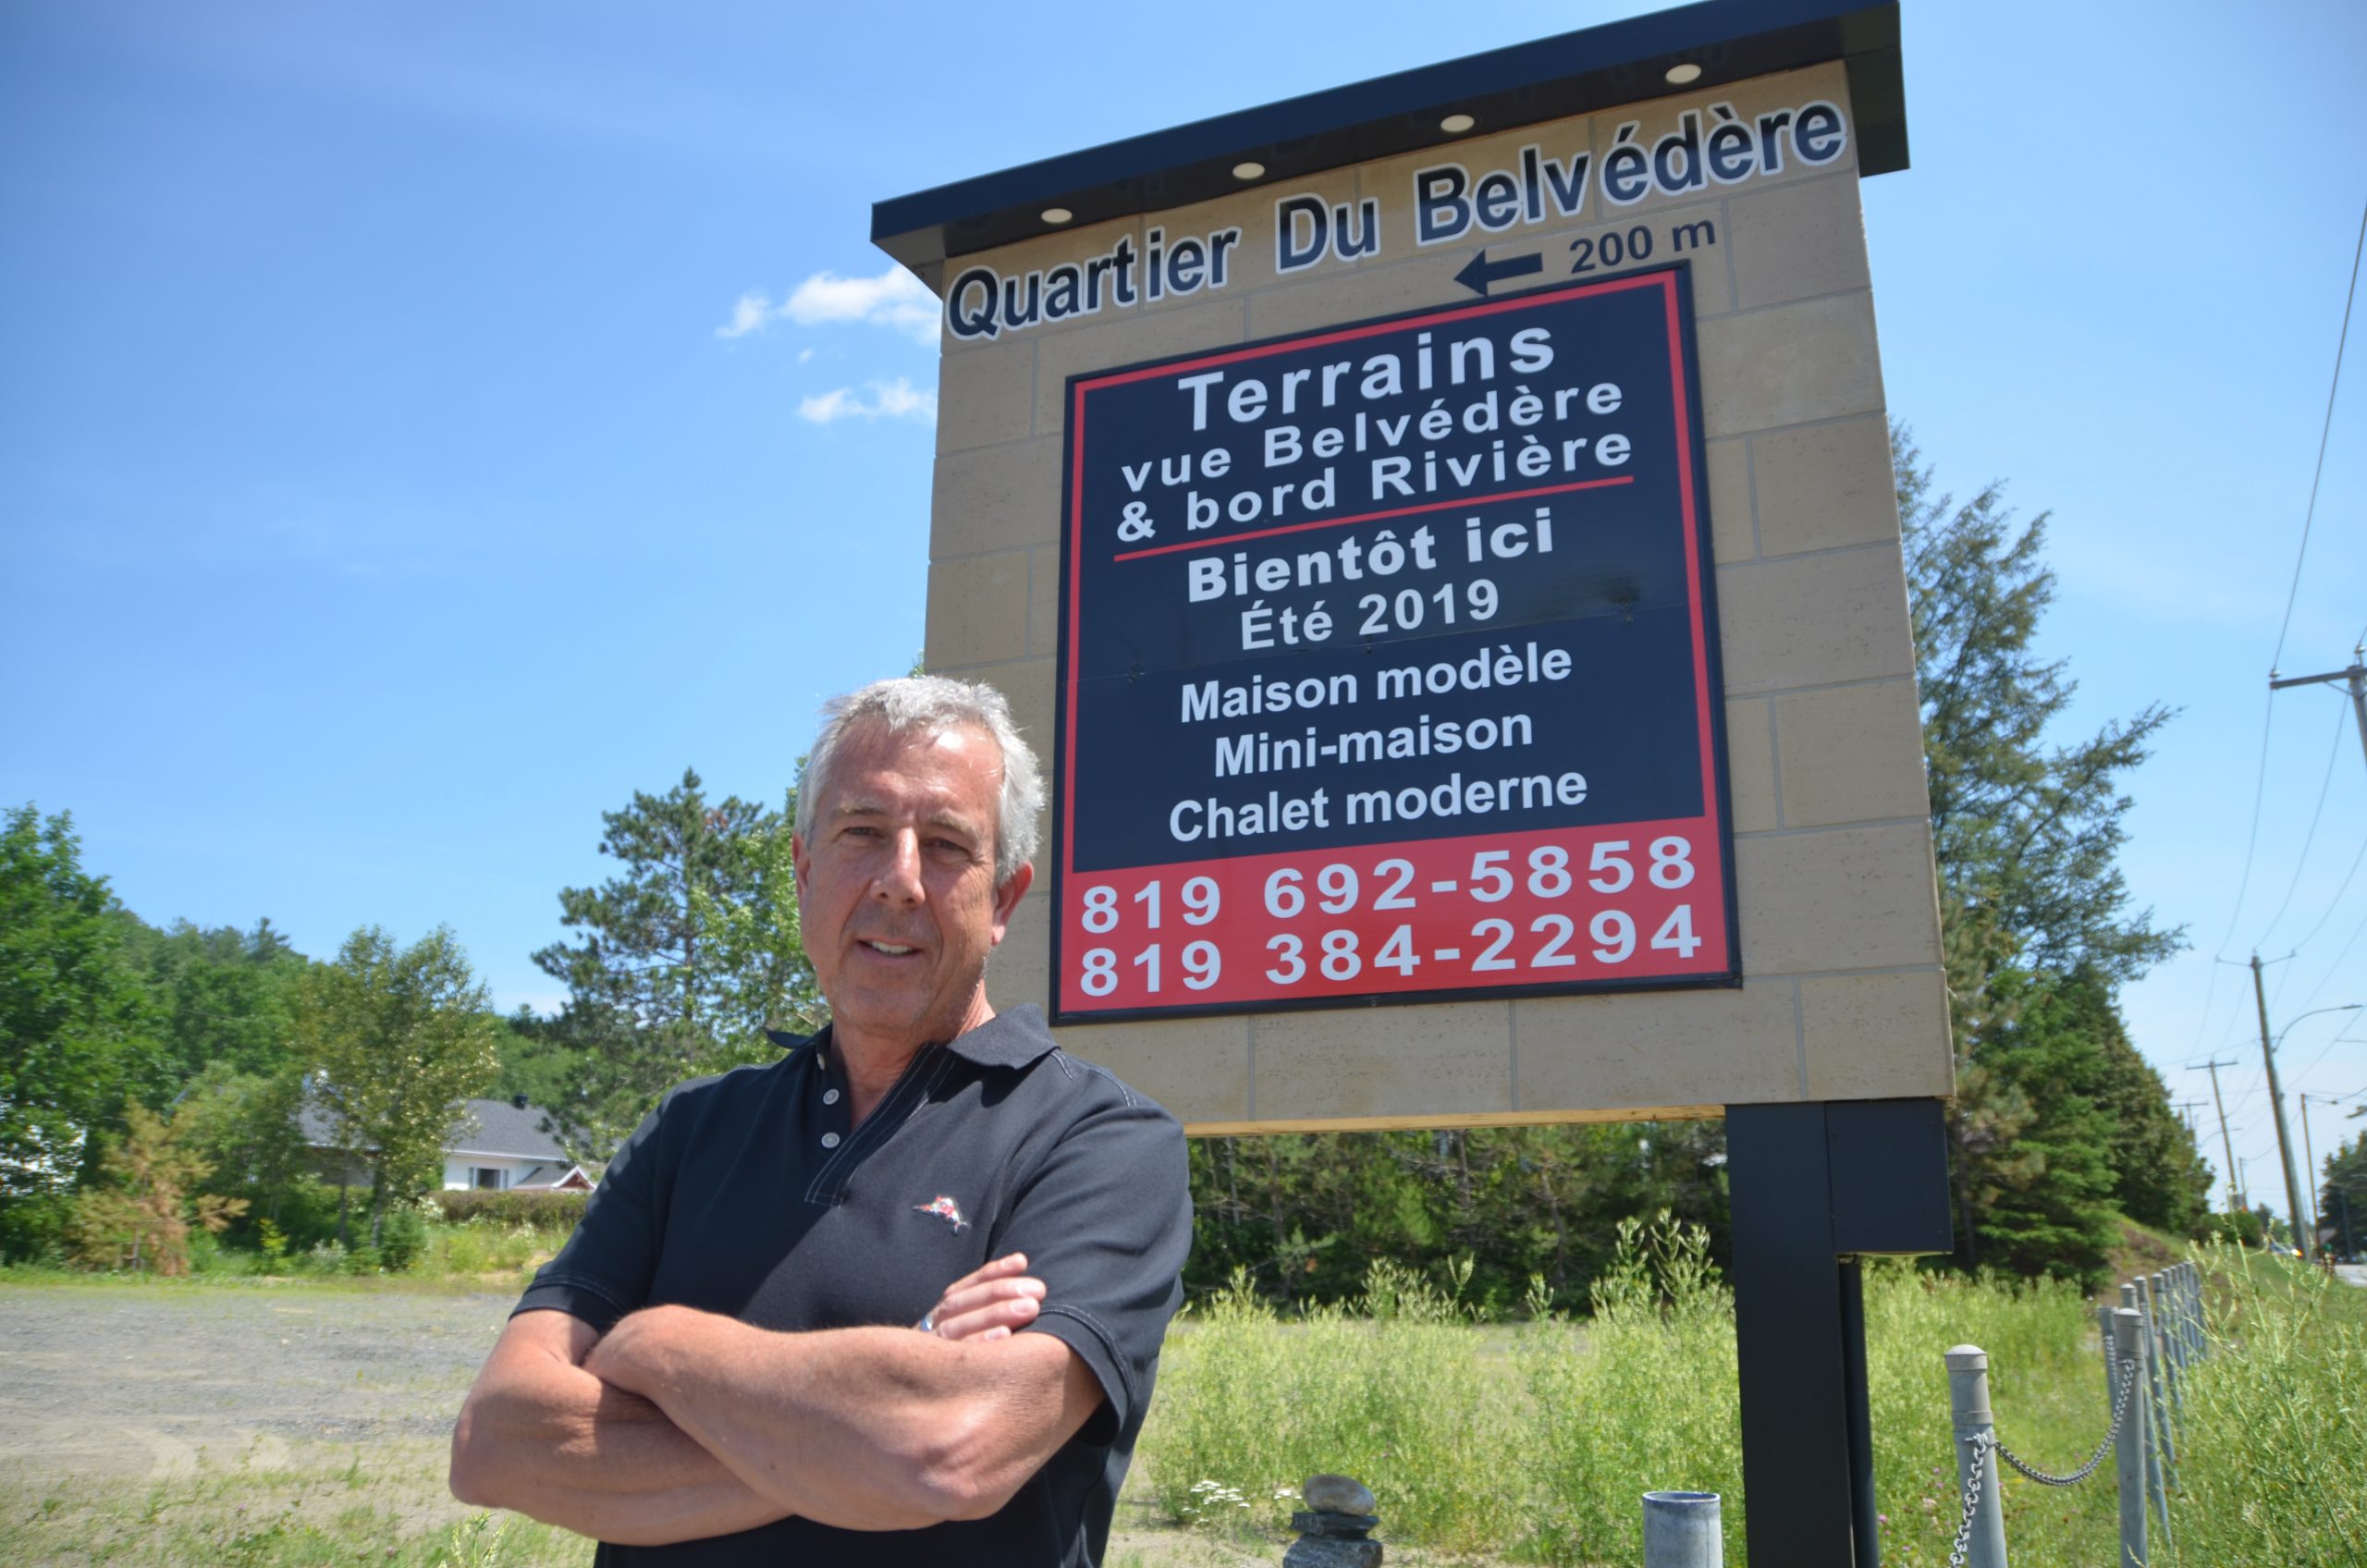 Quartier Du Belvédère
200 m
Terrains
vue Belvédère
& bord Rivière
Bientôt ici
Été 2019
Maison modèle
Mini-maison
Chalet moderne
819 692-5858
819 384-2294